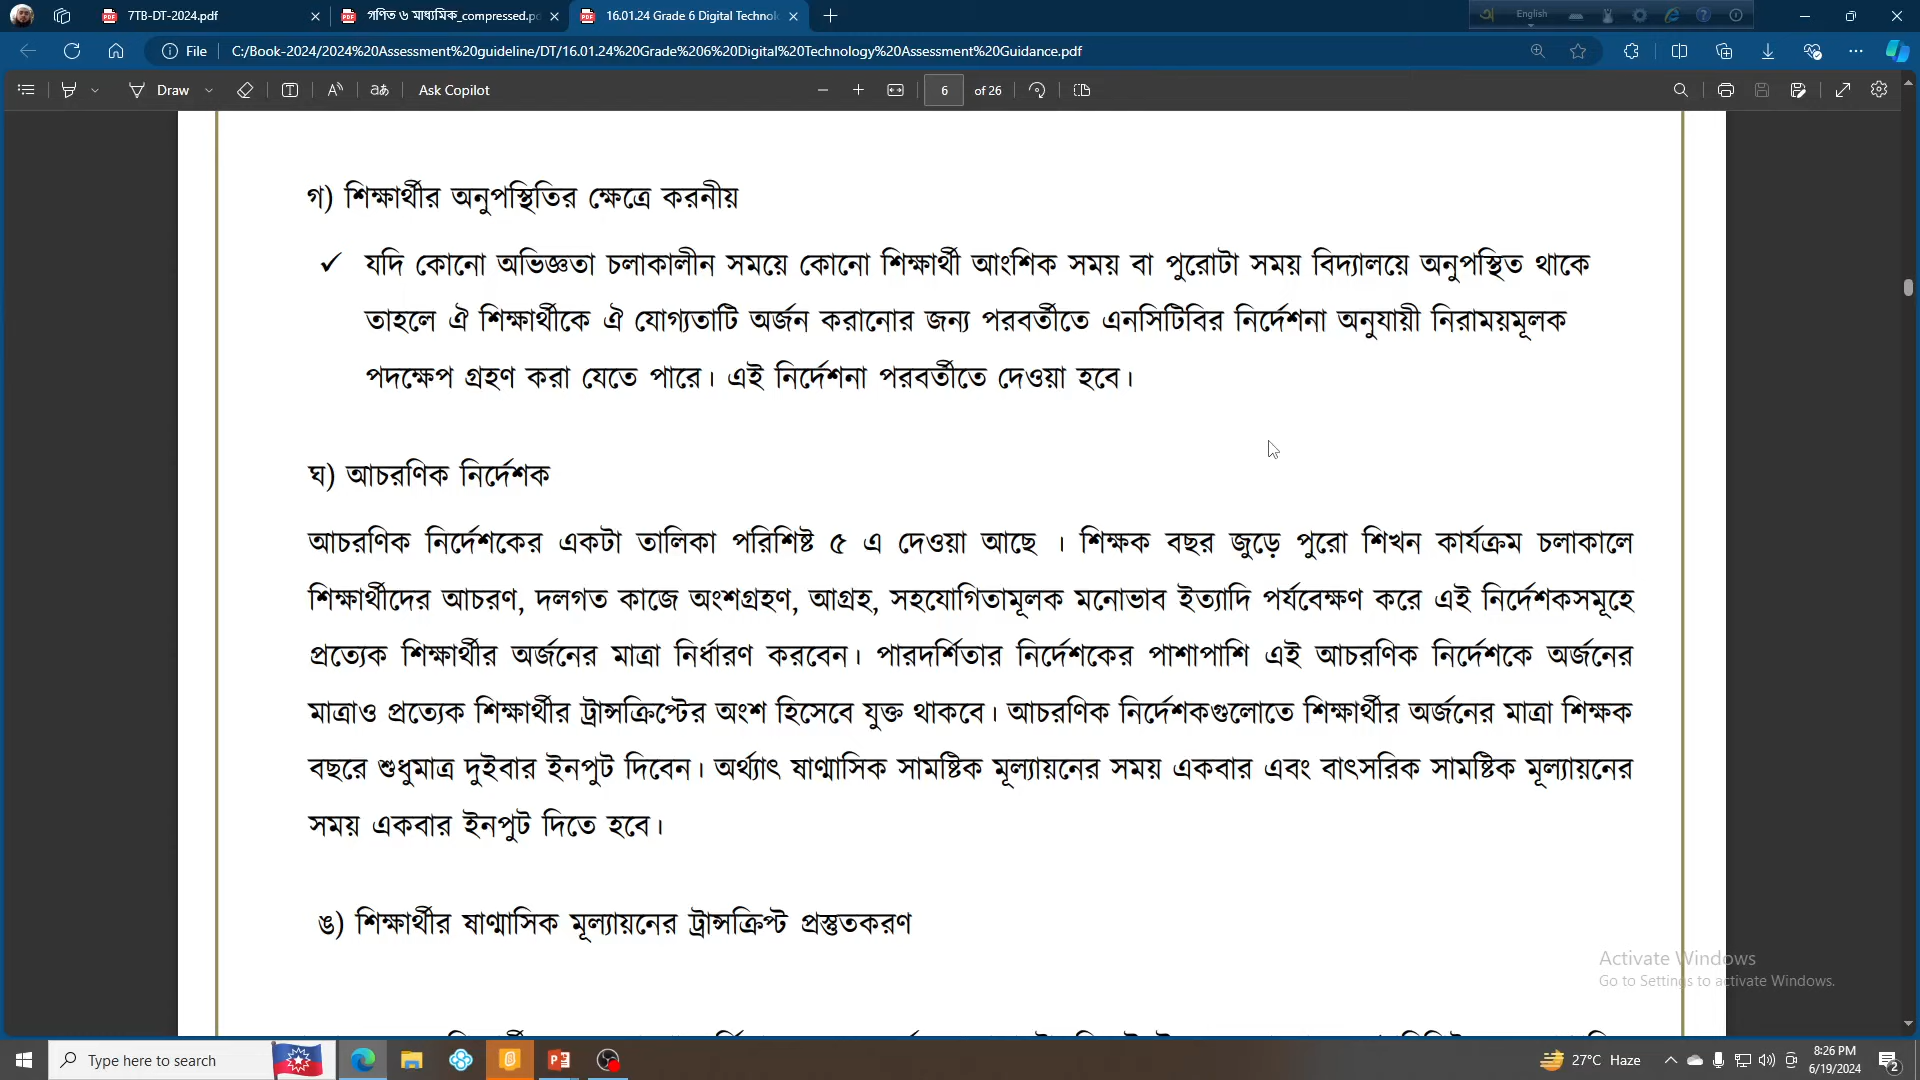 7TB-DT-2024.pdf
গণিত ৬ মাধ্যমিক_compressed.pd
16.01.24 Grade 6 Digital Technolo
English
File
C:/Book-2024/2024%20Assessment%20guideline/DT/16.01.24%20Grade%206%20Digital%20Technology%20Assessment%20Guidance.pdf
Draw
Ask Copilot
6 of 26
গ) শিক্ষার্থীর অনুপস্থিতির ক্ষেত্রে করনীয়
✓ যদি কোনো অভিজ্ঞতা চলাকালীন সময়ে কোনো শিক্ষার্থী আংশিক সময় বা পুরোটা সময় বিদ্যালয়ে অনুপস্থিত থাকে
তাহলে ঐ শিক্ষার্থীকে ঐ যোগ্যতাটি অর্জন করানোর জন্য পরবর্তীতে এনসিটিবির নির্দেশনা অনুযায়ী নিরাময়মূলক
পদক্ষেপ গ্রহণ করা যেতে পারে। এই নির্দেশনা পরবর্তীতে দেওয়া হবে।
ঘ) আচরণিক নির্দেশক
আচরণিক নির্দেশকের একটা তালিকা পরিশিষ্ট ৫ এ দেওয়া আছে । শিক্ষক বছর জুড়ে পুরো শিখন কার্যক্রম চলাকালে
শিক্ষার্থীদের আচরণ, দলগত কাজে অংশগ্রহণ, আগ্রহ, সহযোগিতামূলক মনোভাব ইত্যাদি পর্যবেক্ষণ করে এই নির্দেশকসমূহে
প্রত্যেক শিক্ষার্থীর অর্জনের মাত্রা নির্ধারণ করবেন। পারদর্শিতার নির্দেশকের পাশাপাশি এই আচরণিক নির্দেশকে অর্জনের
মাত্রাও প্রত্যেক শিক্ষার্থীর ট্রান্সক্রিপ্টের অংশ হিসেবে যুক্ত থাকবে। আচরণিক নির্দেশকগুলোতে শিক্ষার্থীর অর্জনের মাত্রা শিক্ষক
বছরে শুধুমাত্র দুইবার ইনপুট দিবেন। অর্থ্যাৎ ষাণ্মাসিক সামষ্টিক মূল্যায়নের সময় একবার এবং বাৎসরিক সামষ্টিক মূল্যায়নের
সময় একবার ইনপুট দিতে হবে।
ঙ) শিক্ষার্থীর ষাণ্মাসিক মূল্যায়নের ট্রান্সক্রিপ্ট প্রস্তুতকরণ
Activate Windows
Go to Settings to activate Windows.
Type here to search
27°C Haze
8:26 PM
6/19/2024
2